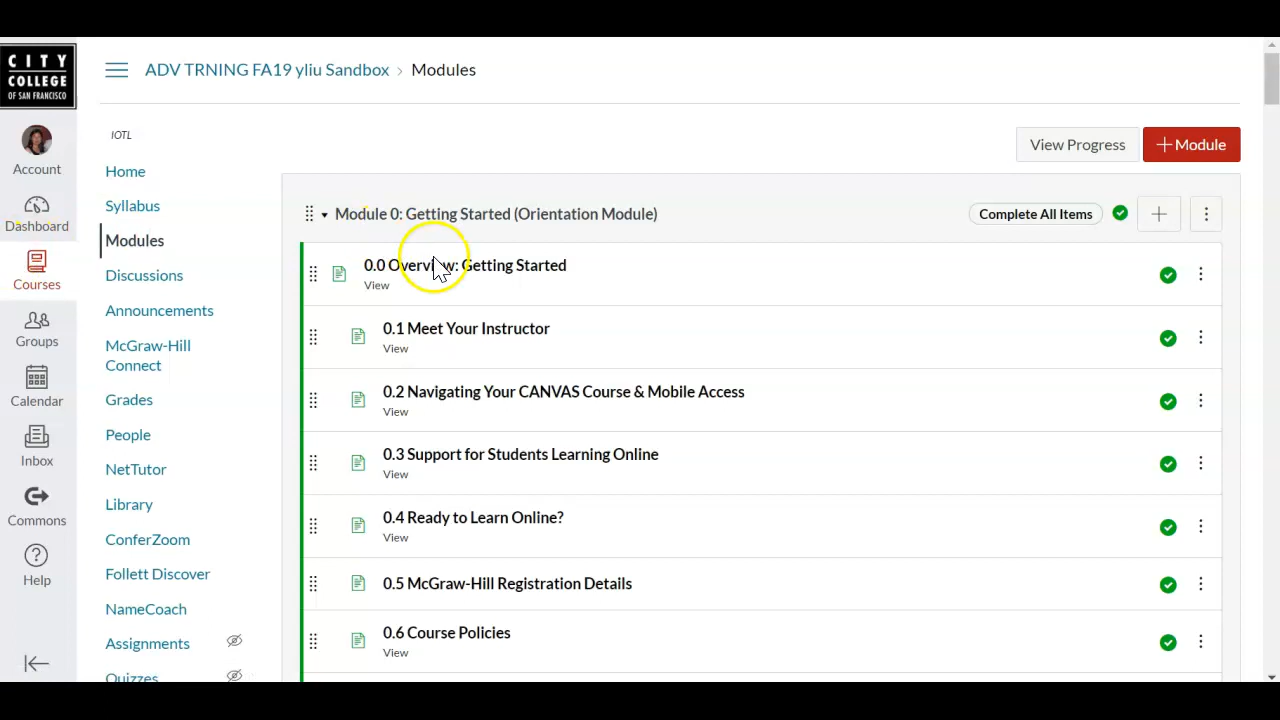 CITY
COLLEGE
OF SAN FRANCISCO
Account
Dashboard
Courses
Groups
Calendar
Inbox
Commons
Help
ADV TRNING FA19 yliu Sandbox › Modules
IOTL
Home
Syllabus
Modules
Discussions
Announcements
McGraw-Hill
Connect
Grades
People
NetTutor
Library
ConferZoom
Follett Discover
NameCoach
Assignments
Quizzes
View Progress
+ Module
Module 0: Getting Started (Orientation Module)
Complete All Items
0.0 Overview: Getting Started
View
0.1 Meet Your Instructor
View
0.2 Navigating Your CANVAS Course & Mobile Access
View
0.3 Support for Students Learning Online
View
0.4 Ready to Learn Online?
View
0.5 McGraw-Hill Registration Details
0.6 Course Policies
View